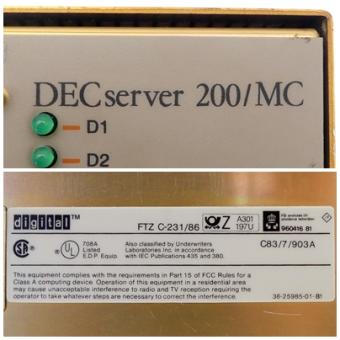 DECserver 200/MC
D1
D2
digital™
FTZ C-231/86
Z
A301
197U
960416 81
UL
708A
Listed
E.D.P. Equip
Also classified by Underwriters
Laboratories Inc. in accordance
with IEC Publications 435 and 380.
C83/7/903A
This equipment complies with the requirements in Part 15 of FCC Rules for a
Class A computing device. Operation of this equipment in a residential area
may cause unacceptable interference to radio and TV reception requiring the
operator to take whatever steps are necessary to correct the interference.
36-25985-01-B1